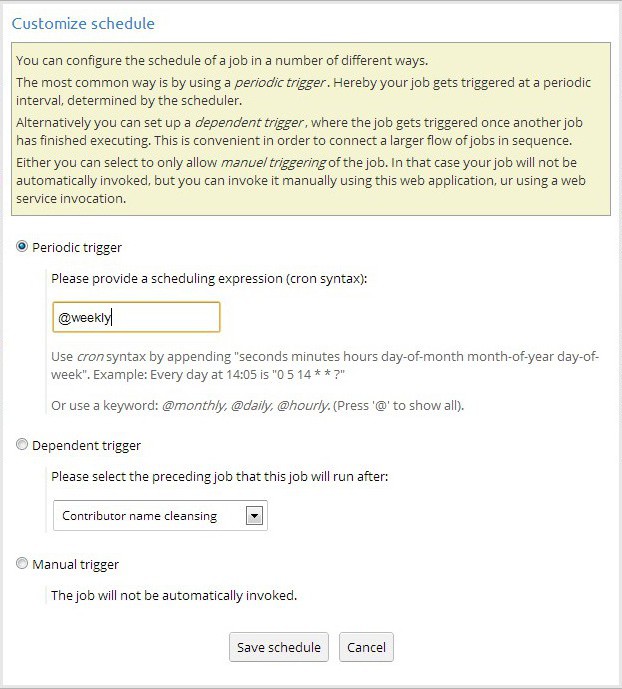 Customize schedule
You can configure the schedule of a job in a number of different ways.
The most common way is by using a periodic trigger. Hereby your job gets triggered at a periodic
interval, determined by the scheduler.
Alternatively you can set up a dependent trigger, where the job gets triggered once another job
has finished executing. This is convenient in order to connect a larger flow of jobs in sequence.
Either you can select to only allow manuel triggering of the job. In that case your job will not be
automatically invoked, but you can invoke it manually using this web application, ur using a web
service invocation.
Periodic trigger
Please provide a scheduling expression (cron syntax):
@weekly
Use cron syntax by appending "seconds minutes hours day-of-month month-of-year day-of-
week". Example: Every day at 14:05 is "0 5 14 * * ?"
Or use a keyword: @monthly, @daily, @hourly. (Press '@' to show all).
Dependent trigger
Please select the preceding job that this job will run after:
Contributor name cleansing
Manual trigger
The job will not be automatically invoked.
Save schedule
Cancel